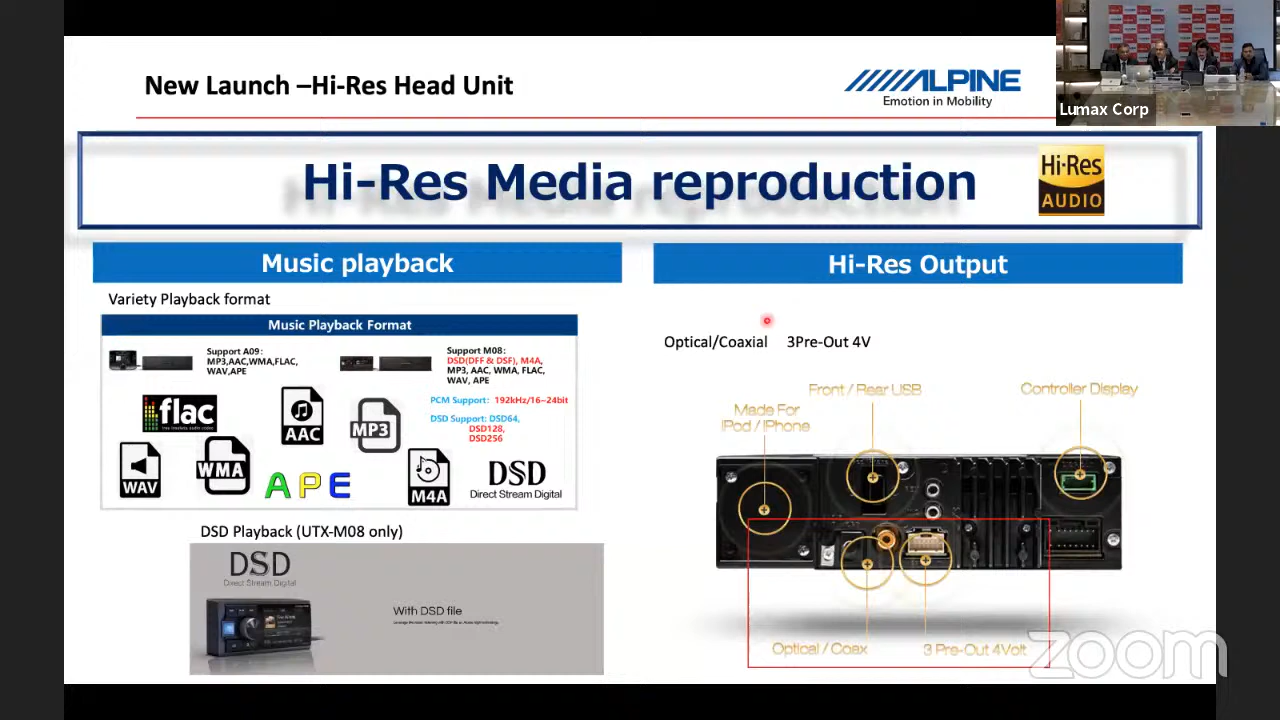 New Launch –Hi-Res Head Unit
ALPINE
Emotion in Mobility
Lumax Corp
Hi-Res Media reproduction
Hi-Res
AUDIO
Music playback
Hi-Res Output
Variety Playback format
Music Playback Format
Support A09:
MP3,AAC,WMA,FLAC,
WAV,APE
Support M08:
DSD(DFF & DSF), M4A,
MP3, AAC, WMA, FLAC,
WAV, APE
PCM Support: 192kHz/16~24bit
DSD Support: DSD64,
DSD128,
DSD256
flac
AAC
MP3
WAV
WMA
APE
M4A
DSD
Direct Stream Digital
DSD Playback (UTX-M08 only)
DSD
Direct Stream Digital
With DSD file
Optical/Coaxial 3Pre-Out 4V
Front / Rear USB
Controller Display
Made For
iPod / iPhone
Optical / Coax
3 Pre-Out 4Volt
zoom